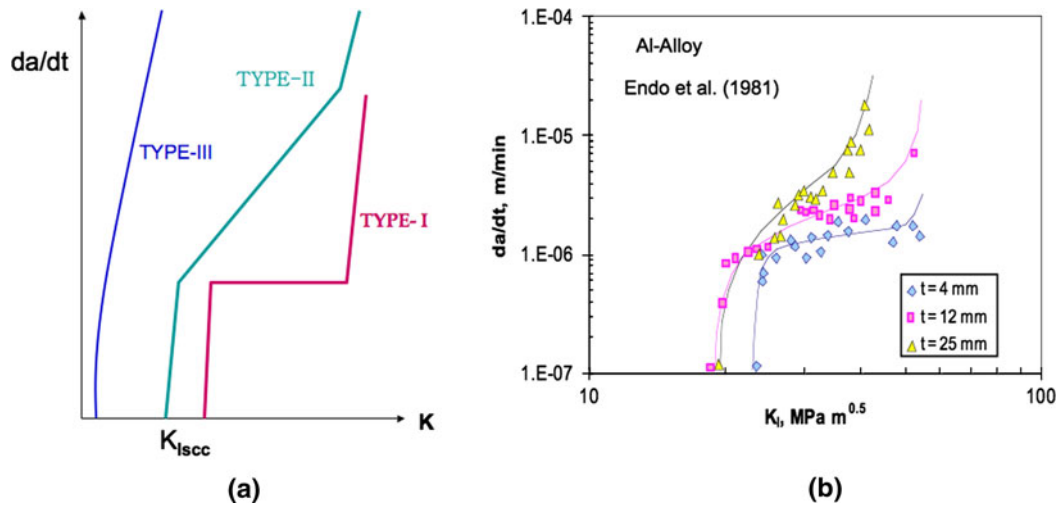 da/dt
TYPE-II
TYPE-III
TYPE-I
K
KIscc
(a)
1.E-04
1.E-05
1.E-06
1.E-07
da/dt, m/min
Al-Alloy
Endo et al. (1981)
t = 4 mm
t = 12 mm
t = 25 mm
10
100
KI, MPa m^0.5
(b)